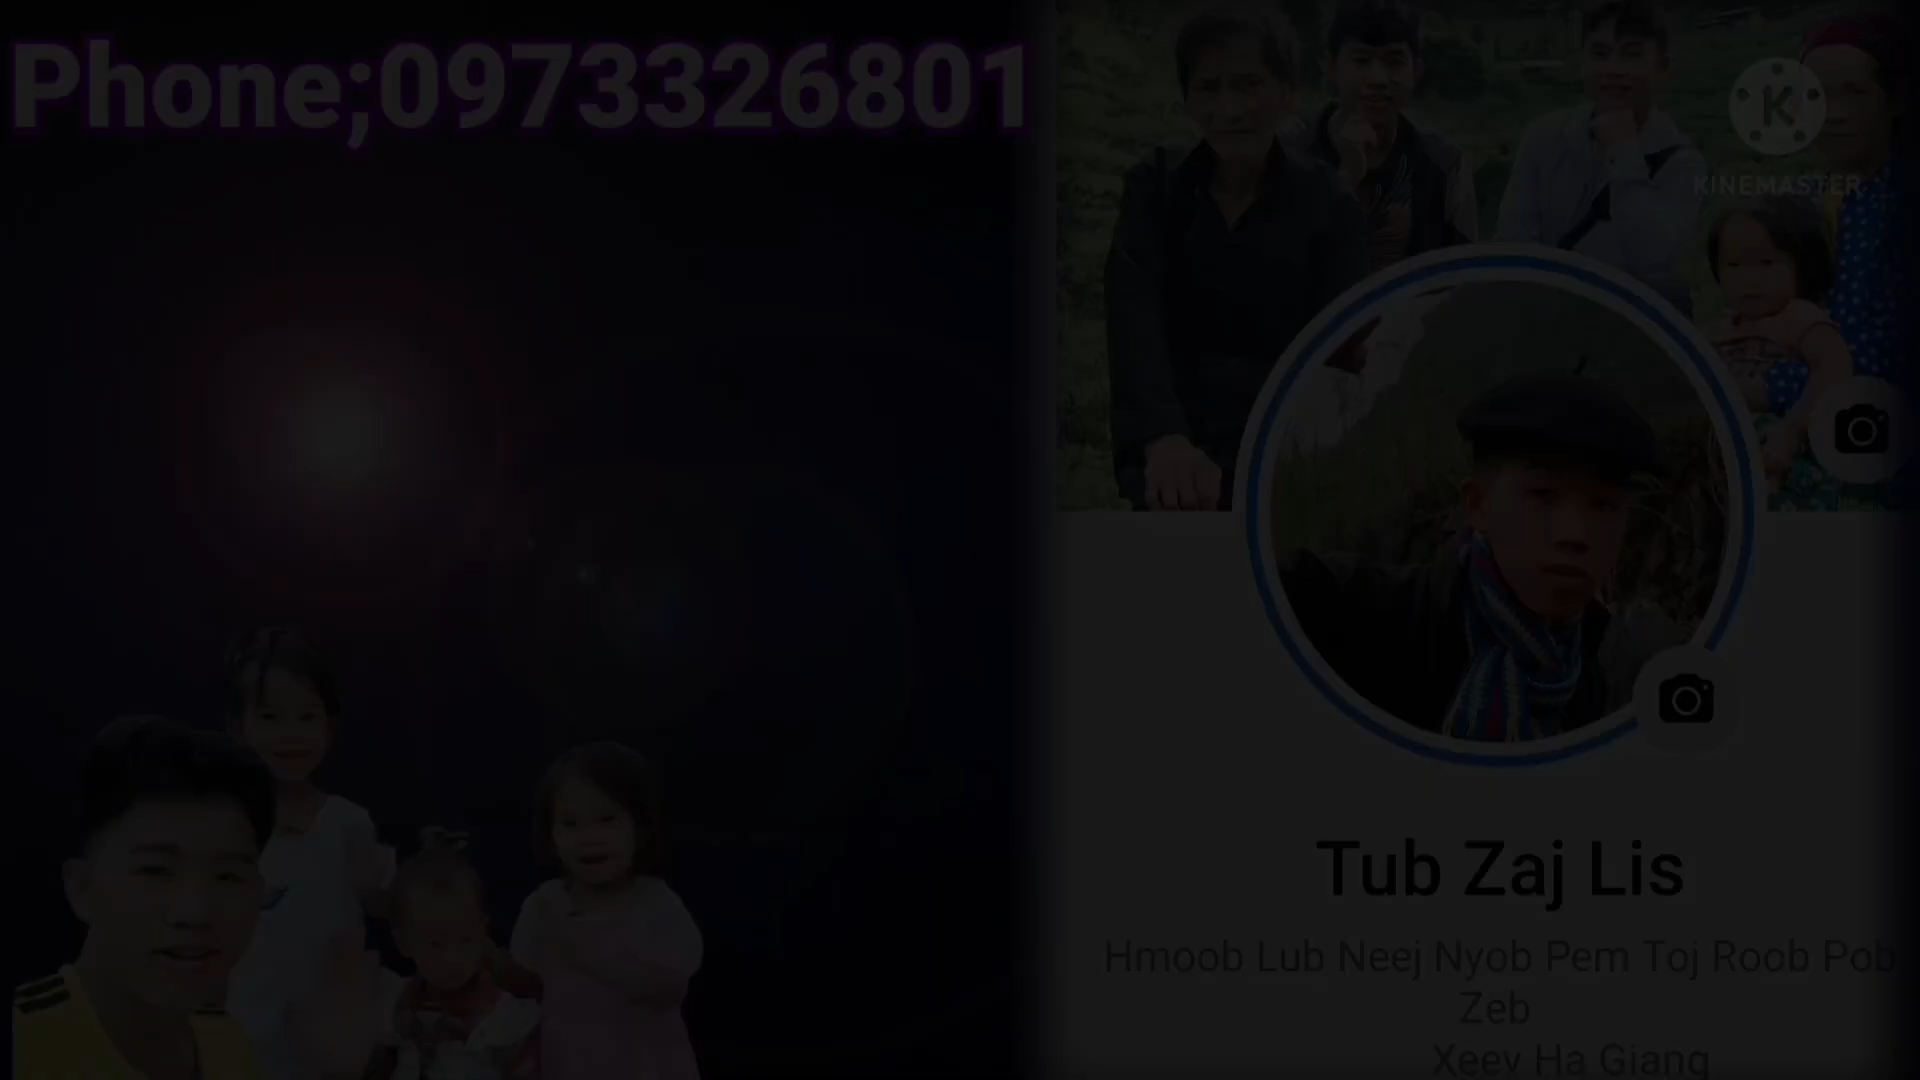 Phone;0973326801
KINEMASTER
Tub Zaj Lis
Hmoob Lub Neej Nyob Pem Toj Roob Pob
Zeb
Xeev Ha Giang